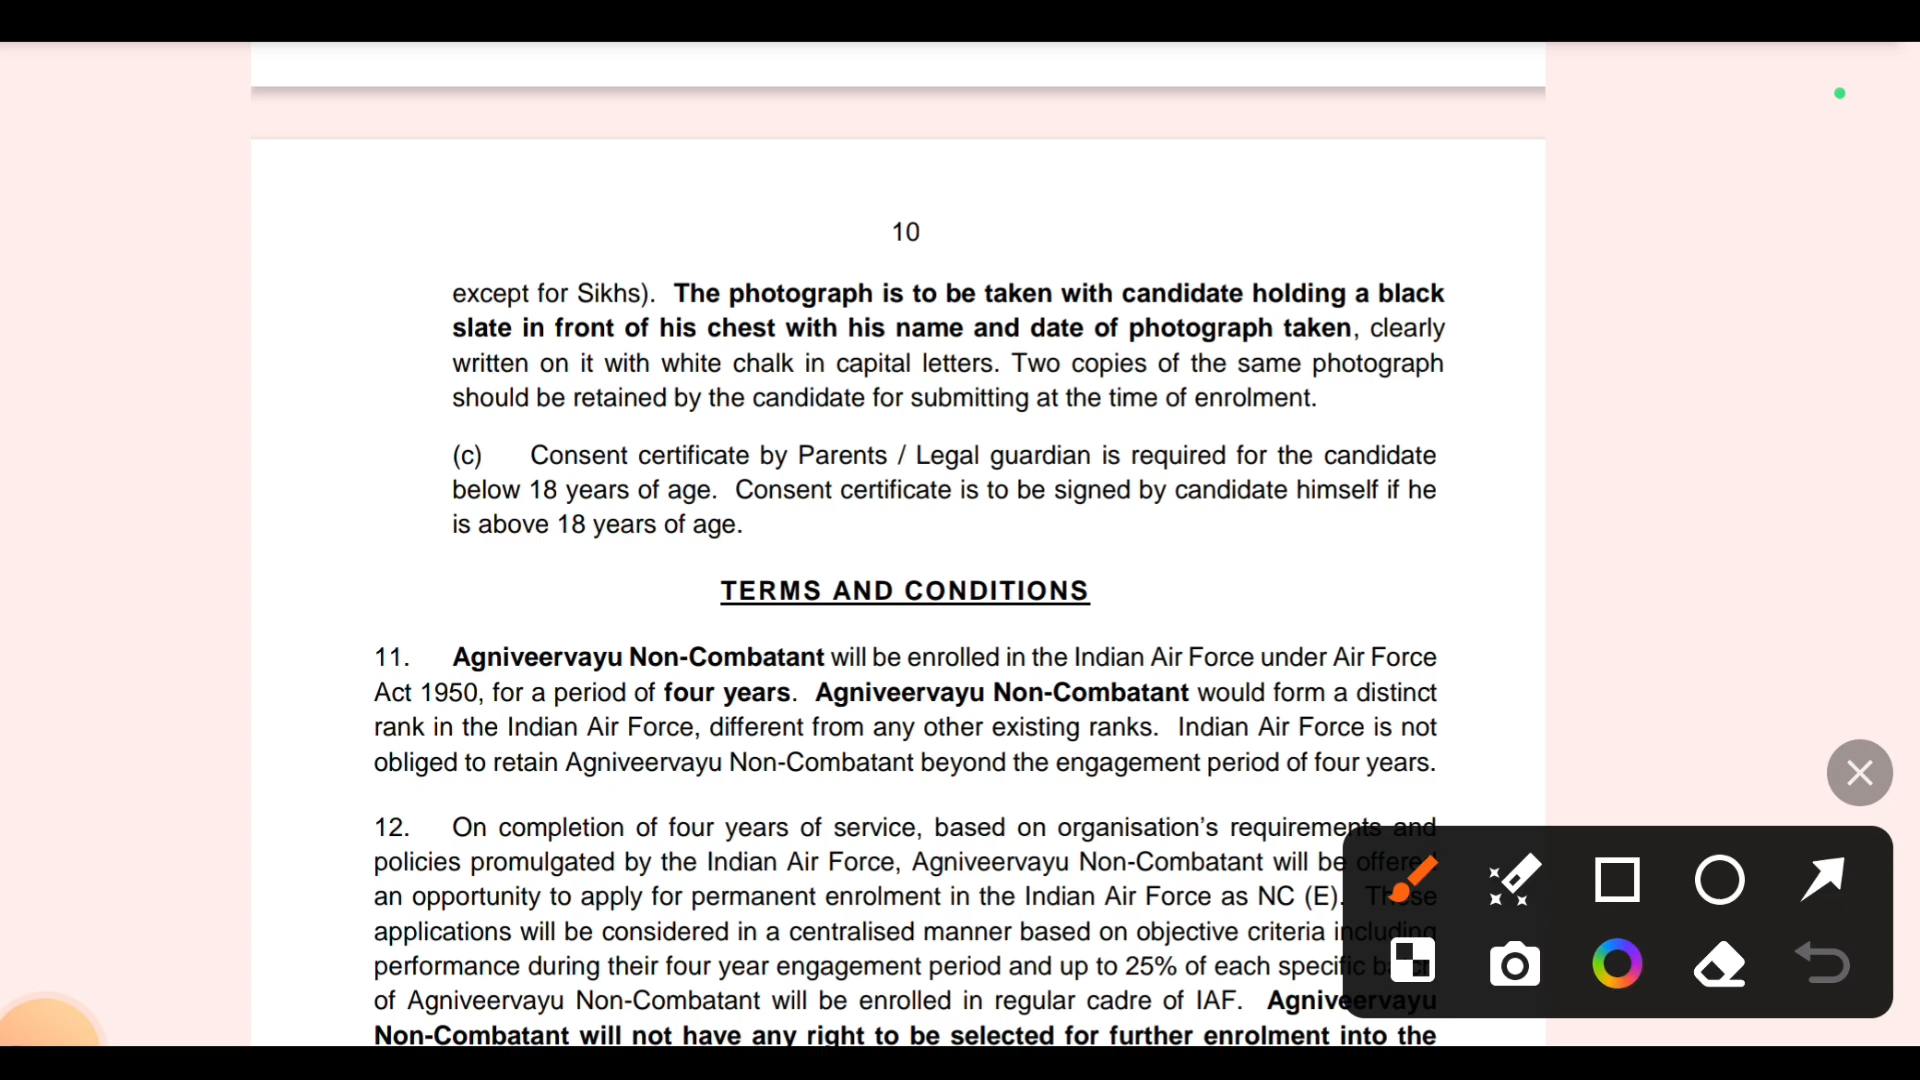 10
except for Sikhs). The photograph is to be taken with candidate holding a black
slate in front of his chest with his name and date of photograph taken, clearly
written on it with white chalk in capital letters. Two copies of the same photograph
should be retained by the candidate for submitting at the time of enrolment.
(c) Consent certificate by Parents / Legal guardian is required for the candidate
below 18 years of age. Consent certificate is to be signed by candidate himself if he
is above 18 years of age.
TERMS AND CONDITIONS
11. Agniveervayu Non-Combatant will be enrolled in the Indian Air Force under Air Force
Act 1950, for a period of four years. Agniveervayu Non-Combatant would form a distinct
rank in the Indian Air Force, different from any other existing ranks. Indian Air Force is not
obliged to retain Agniveervayu Non-Combatant beyond the engagement period of four years.
12. On completion of four years of service, based on organisation's requirements and
policies promulgated by the Indian Air Force, Agniveervayu Non-Combatant will be offered
an opportunity to apply for permanent enrolment in the Indian Air Force as NC (E). These
applications will be considered in a centralised manner based on objective criteria including
performance during their four year engagement period and up to 25% of each specific
of Agniveervayu Non-Combatant will be enrolled in regular cadre of IAF. Agniveervayu
Non-Combatant will not have any right to be selected for further enrolment into the